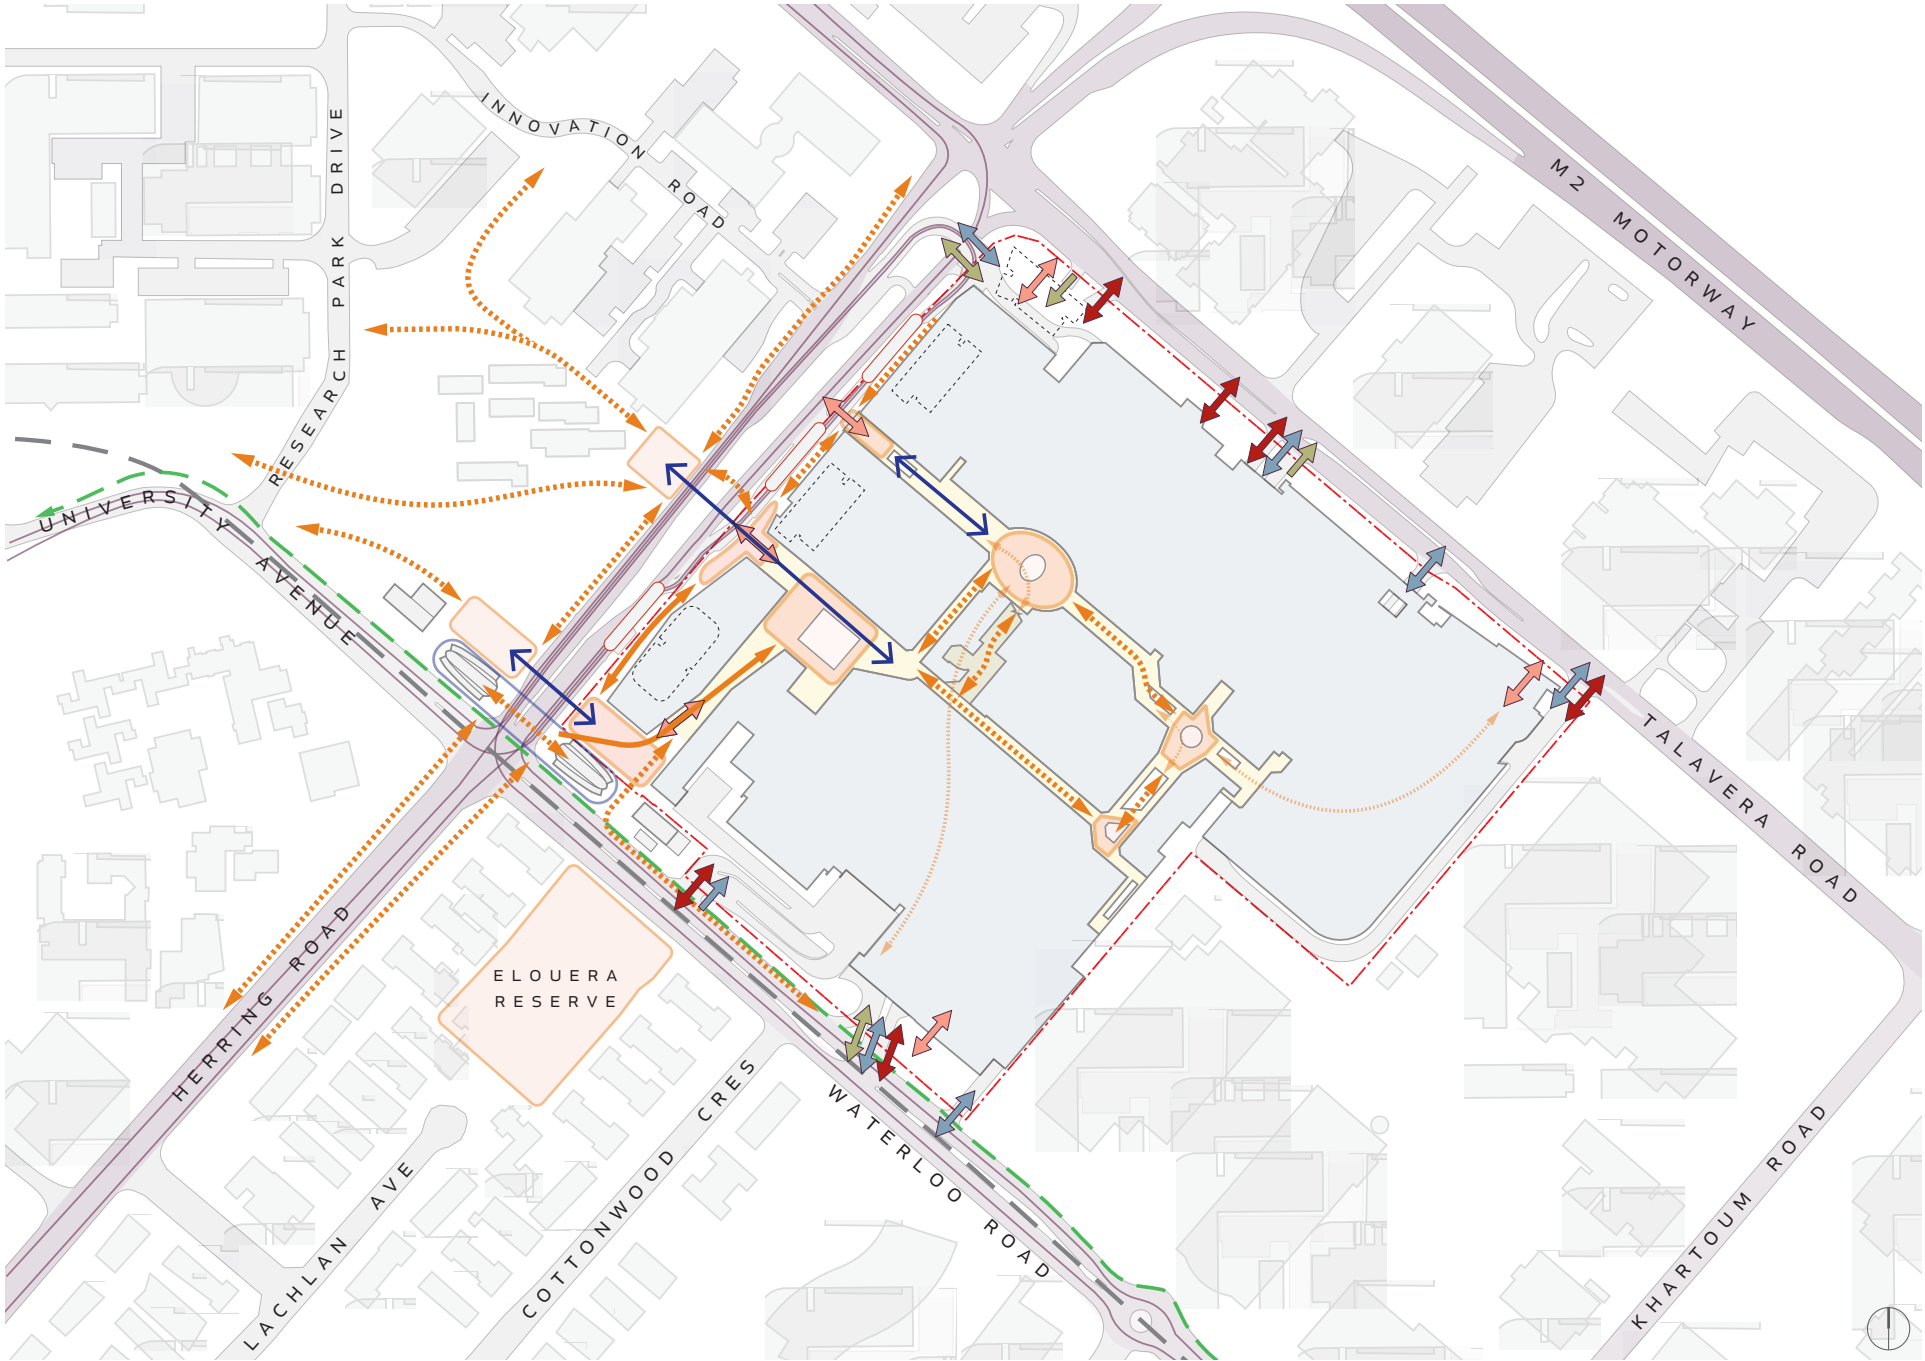 INNOVATION ROAD
RESEARCH PARK DRIVE
M2 MOTORWAY
UNIVERSITY AVENUE
TALAVERA ROAD
HERRING ROAD
ELOUERA
RESERVE
WATERLOO ROAD
COTTONWOOD CRES
LACHLAN AVE
KHARTOUM ROAD